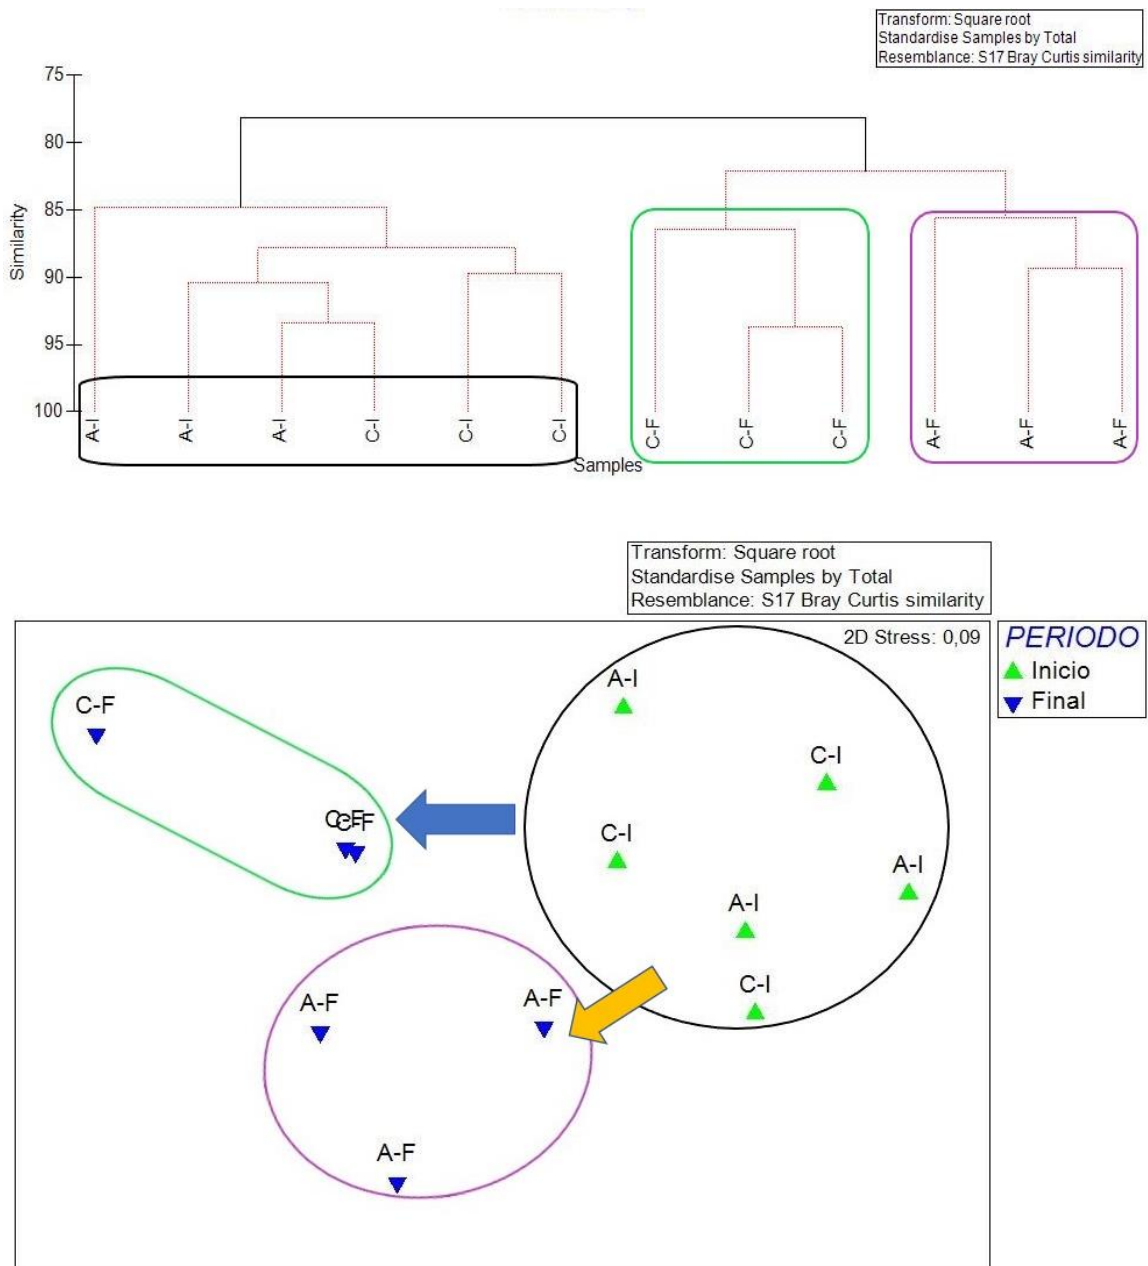 Transform: Square root
Standardise Samples by Total
Resemblance: S17 Bray Curtis similarity
75
80
85
90
95
100
Similarity
A-I
A-I
A-I
C-I
C-I
C-I
C-F
C-F
C-F
A-F
A-F
A-F
Samples
Transform: Square root
Standardise Samples by Total
Resemblance: S17 Bray Curtis similarity
2D Stress: 0,09
PERIODO
Inicio
Final
A-I
C-F
C-I
C-F
C-F
C-I
A-I
A-I
C-I
A-F
A-F
A-F